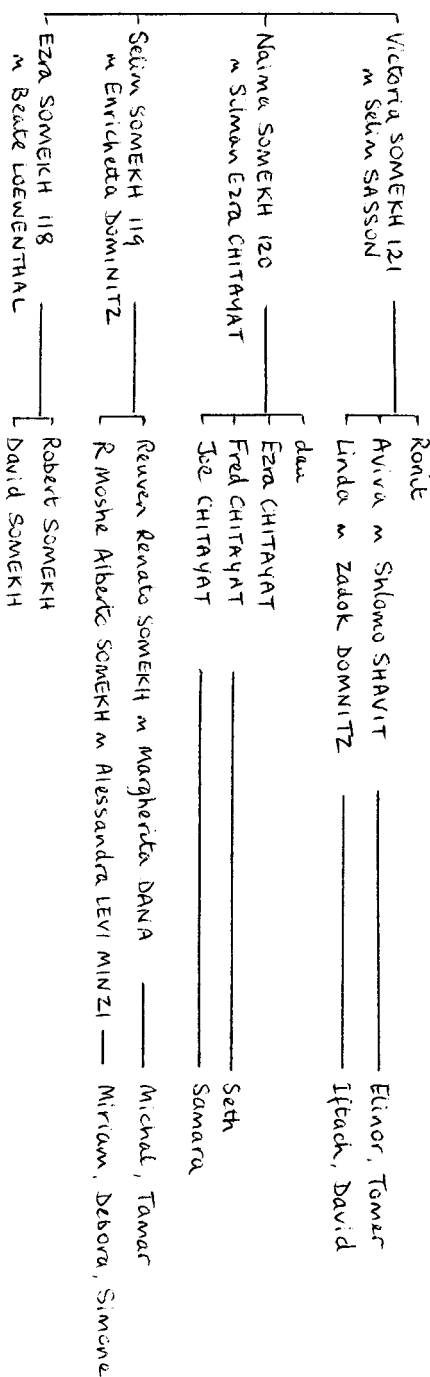 Victoria SOMEKH 121
m Selim SASSON
Ronit
Aviva m Shlomo SHAVIT
Elinor, Tomer
Linda m Zadok DOMNITZ
Iftach, David
Naima SOMEKH 120
m Silman Ezra CHITAYAT
dau
Ezra CHITAYAT
Fred CHITAYAT
Seth
Joe CHITAYAT
Samara
Selim SOMEKH 119
m Enrichetta DOMINITZ
Reuven Renato SOMEKH m Margherita DANA
Michal, Tamar
R Moshe Alberto SOMEKH m Alessandra LEVI MINZI
Miriam, Debora, Simone
Ezra SOMEKH 118
m Beate LOEWENTHAL
Robert SOMEKH
David SOMEKH